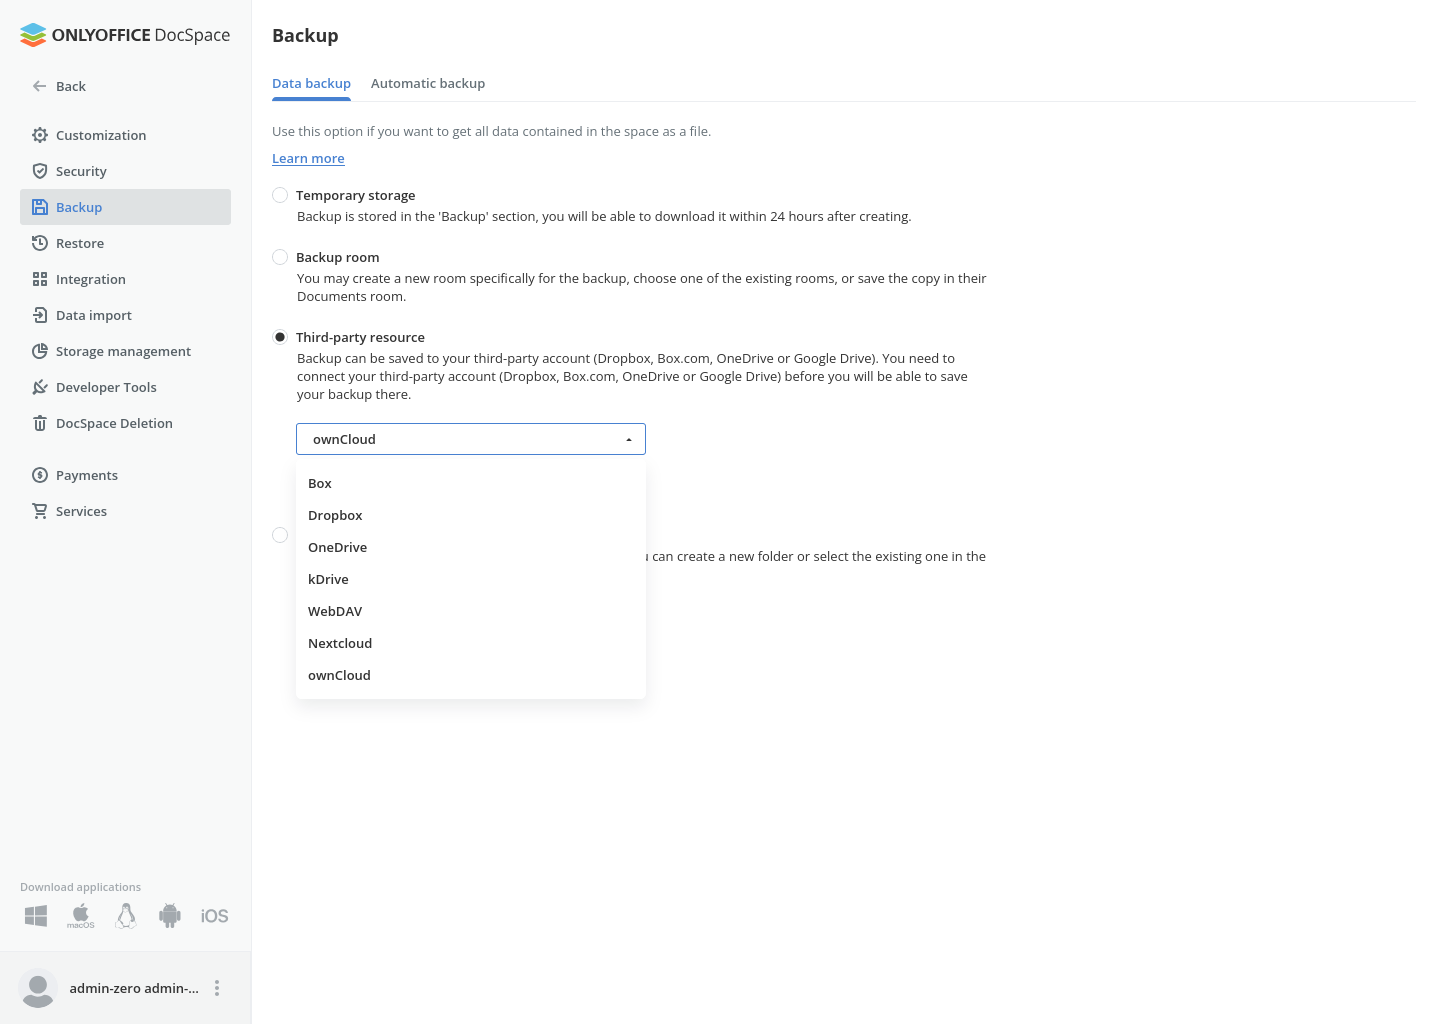 ONLYOFFICE DocSpace
Back
Customization
Security
Backup
Restore
Integration
Data import
Storage management
Developer Tools
DocSpace Deletion
Payments
Services
Download applications
macOS
iOS
admin-zero admin-...
Backup
Data backup
Automatic backup
Use this option if you want to get all data contained in the space as a file.
Learn more
Temporary storage
Backup is stored in the 'Backup' section, you will be able to download it within 24 hours after creating.
Backup room
You may create a new room specifically for the backup, choose one of the existing rooms, or save the copy in their
Documents room.
Third-party resource
Backup can be saved to your third-party account (Dropbox, Box.com, OneDrive or Google Drive). You need to
connect your third-party account (Dropbox, Box.com, OneDrive or Google Drive) before you will be able to save
your backup there.
ownCloud
Box
Dropbox
OneDrive
can create a new folder or select the existing one in the
kDrive
WebDAV
Nextcloud
ownCloud